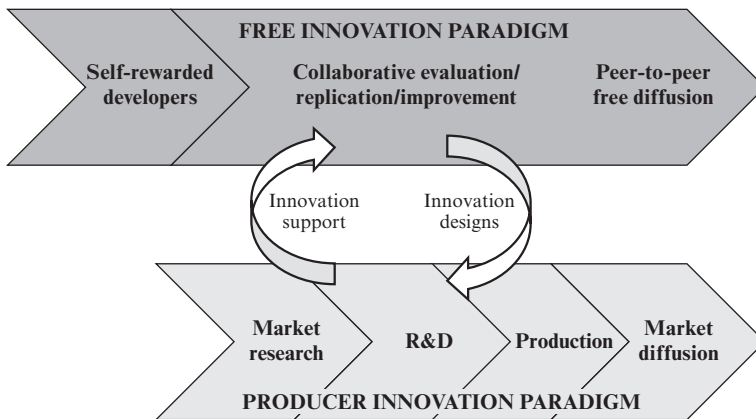 FREE INNOVATION PARADIGM
Self-rewarded
developers
Collaborative evaluation/
replication/improvement
Peer-to-peer
free diffusion
Innovation
support
Innovation
designs
Market
research
R&D
Production
Market
diffusion
PRODUCER INNOVATION PARADIGM